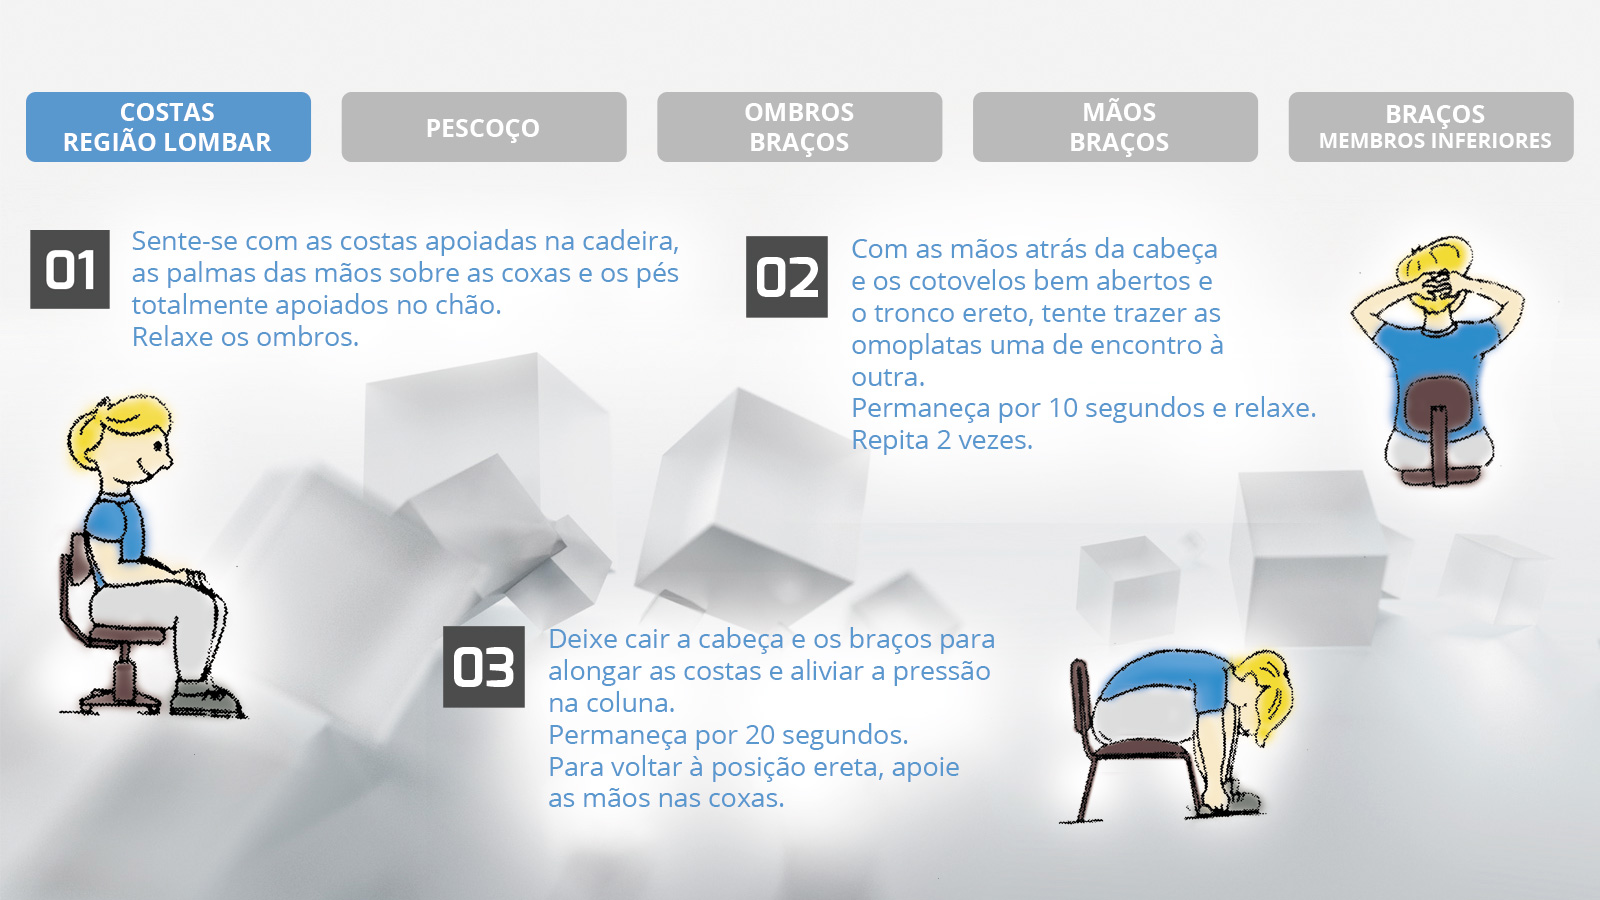 COSTAS
REGIÃO LOMBAR
PESCOÇO
OMBROS
BRAÇOS
MÃOS
BRAÇOS
BRAÇOS
MEMBROS INFERIORES
01
Sente-se com as costas apoiadas na cadeira,
as palmas das mãos sobre as coxas e os pés
totalmente apoiados no chão.
Relaxe os ombros.
02
Com as mãos atrás da cabeça
e os cotovelos bem abertos e
o tronco ereto, tente trazer as
omoplatas uma de encontro à
outra.
Permaneça por 10 segundos e relaxe.
Repita 2 vezes.
03
Deixe cair a cabeça e os braços para
alongar as costas e aliviar a pressão
na coluna.
Permaneça por 20 segundos.
Para voltar à posição ereta, apoie
as mãos nas coxas.